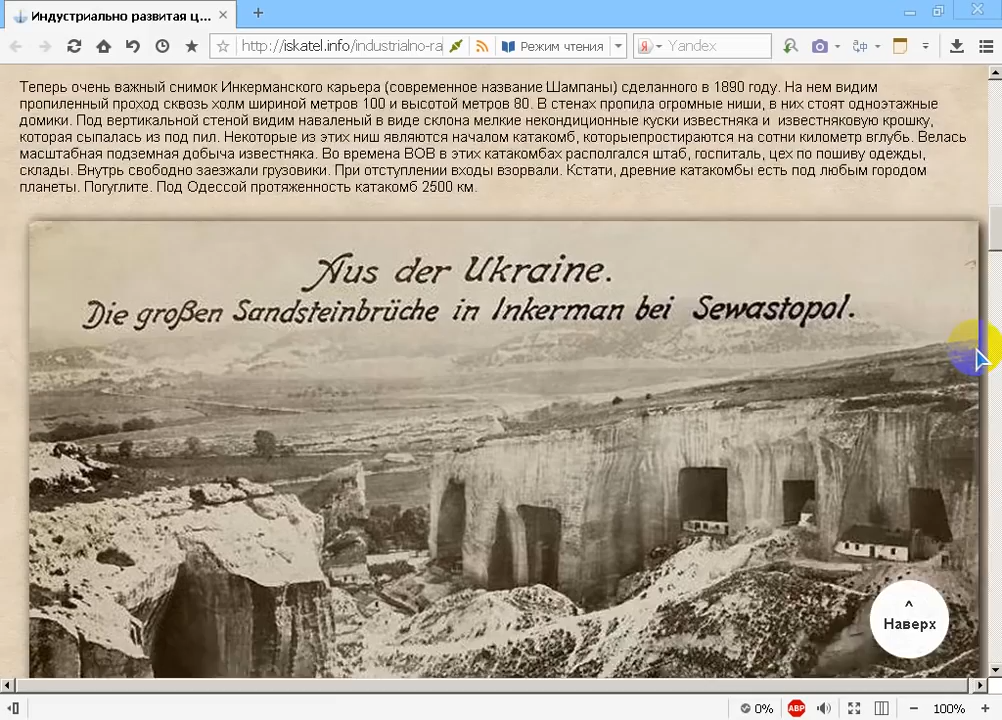 Индустриально развитая ц...
http://iskatel.info/industrialno-ra
Режим чтения
Я
Yandex
Теперь очень важный снимок Инкерманского карьера (современное название Шампаны) сделанного в 1890 году. На нем видим
пропиленный проход сквозь холм шириной метров 100 и высотой метров 80. В стенах пропила огромные ниши, в них стоят одноэтажные
домики. Под вертикальной стеной видим наваленый в виде склона мелкие некондиционные куски известняка и известняковую крошку,
которая сыпалась из под пил. Некоторые из этих ниш являются началом катакомб, которыепростираются на сотни километр вглубь. Велась
масштабная подземная добыча известняка. Во времена ВОВ в этих катакомбах располгался штаб, госпиталь, цех по пошиву одежды,
склады. Внутрь свободно заезжали грузовики. При отступлении входы взорвали. Кстати, древние катакомбы есть под любым городом
планеты. Погуглите. Под Одессой протяженность катакомб 2500 км.
Aus der Ukraine.
Die großen Sandsteinbrüche in Inkerman bei Sewastopol.
^
Наверх
0%
ABP
100%